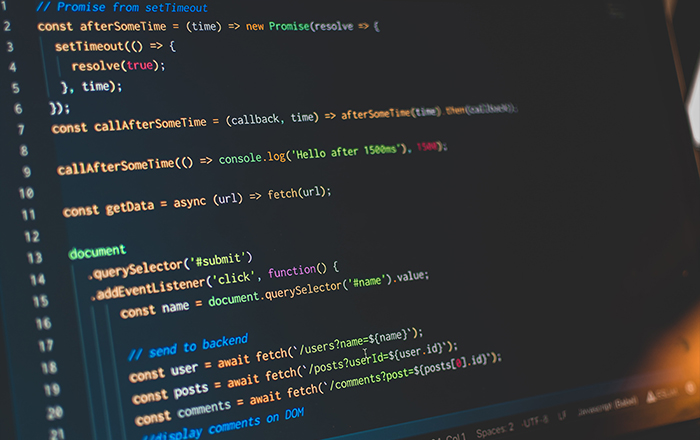 1 // Promise from setTimeout
2 const afterSomeTime = (time) => new Promise(resolve => {
3 setTimeout(() => {
4 resolve(true);
5 }, time);
6 });
7 const callAfterSomeTime = (callback, time) => afterSomeTime(time).then(callback);
8
9 callAfterSomeTime(() => console.log('Hello after 1500ms'), 1500);
10
11 const getData = async (url) => fetch(url);
12
13 document
14 .querySelector('#submit')
15 .addEventListener('click', function() {
16 const name = document.querySelector('#name').value;
17
18 // send to backend
19 const user = await fetch(`/users?name=${name}`);
20 const posts = await fetch(`/posts?userId=${user.id}`);
21 const comments = await fetch(`/comments?post=${posts[0].id}`);
//display comments on DOM
Col 1 Spaces: 2 UTF-8 LF JavaScript (Babel)